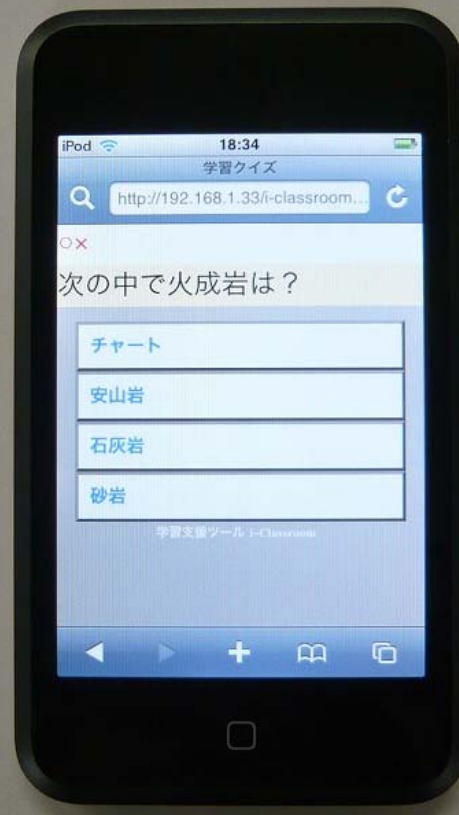 iPod 18:34
学習クイズ
http://192.168.1.33/i-classroom...
○×
次の中で火成岩は？
チャート
安山岩
石灰岩
砂岩
学習支援ツール i-Classroom